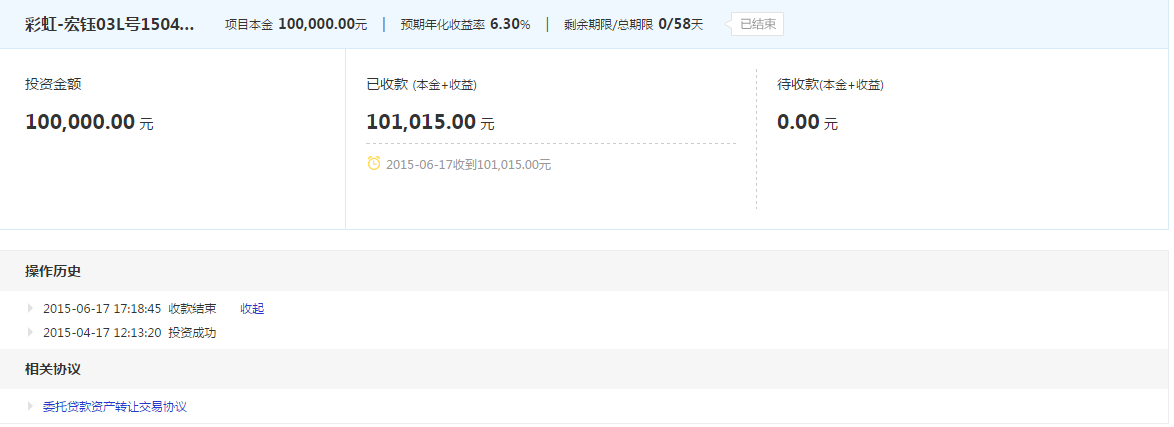 彩虹-宏钰03L号1504... 项目本金 100,000.00元 | 预期年化收益率 6.30% | 剩余期限/总期限 0/58天 已结束
投资金额 已收款 (本金+收益) 待收款(本金+收益)
100,000.00 元 101,015.00 元 0.00 元
2015-06-17收到101,015.00元
操作历史
2015-06-17 17:18:45 收款结束 收起
2015-04-17 12:13:20 投资成功
相关协议
委托贷款资产转让交易协议